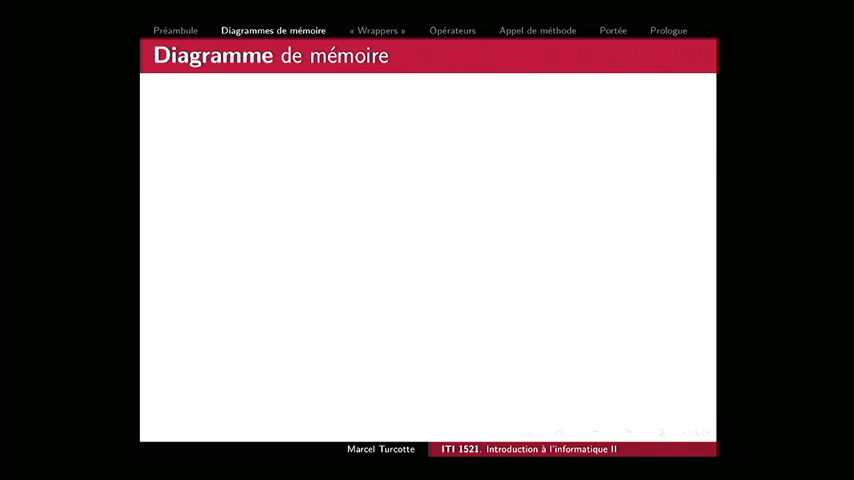 Préambule Diagrammes de mémoire « Wrappers » Opérateurs Appel de méthode Portée Prologue
Diagramme de mémoire
Marcel Turcotte ITI 1521. Introduction à l'informatique II